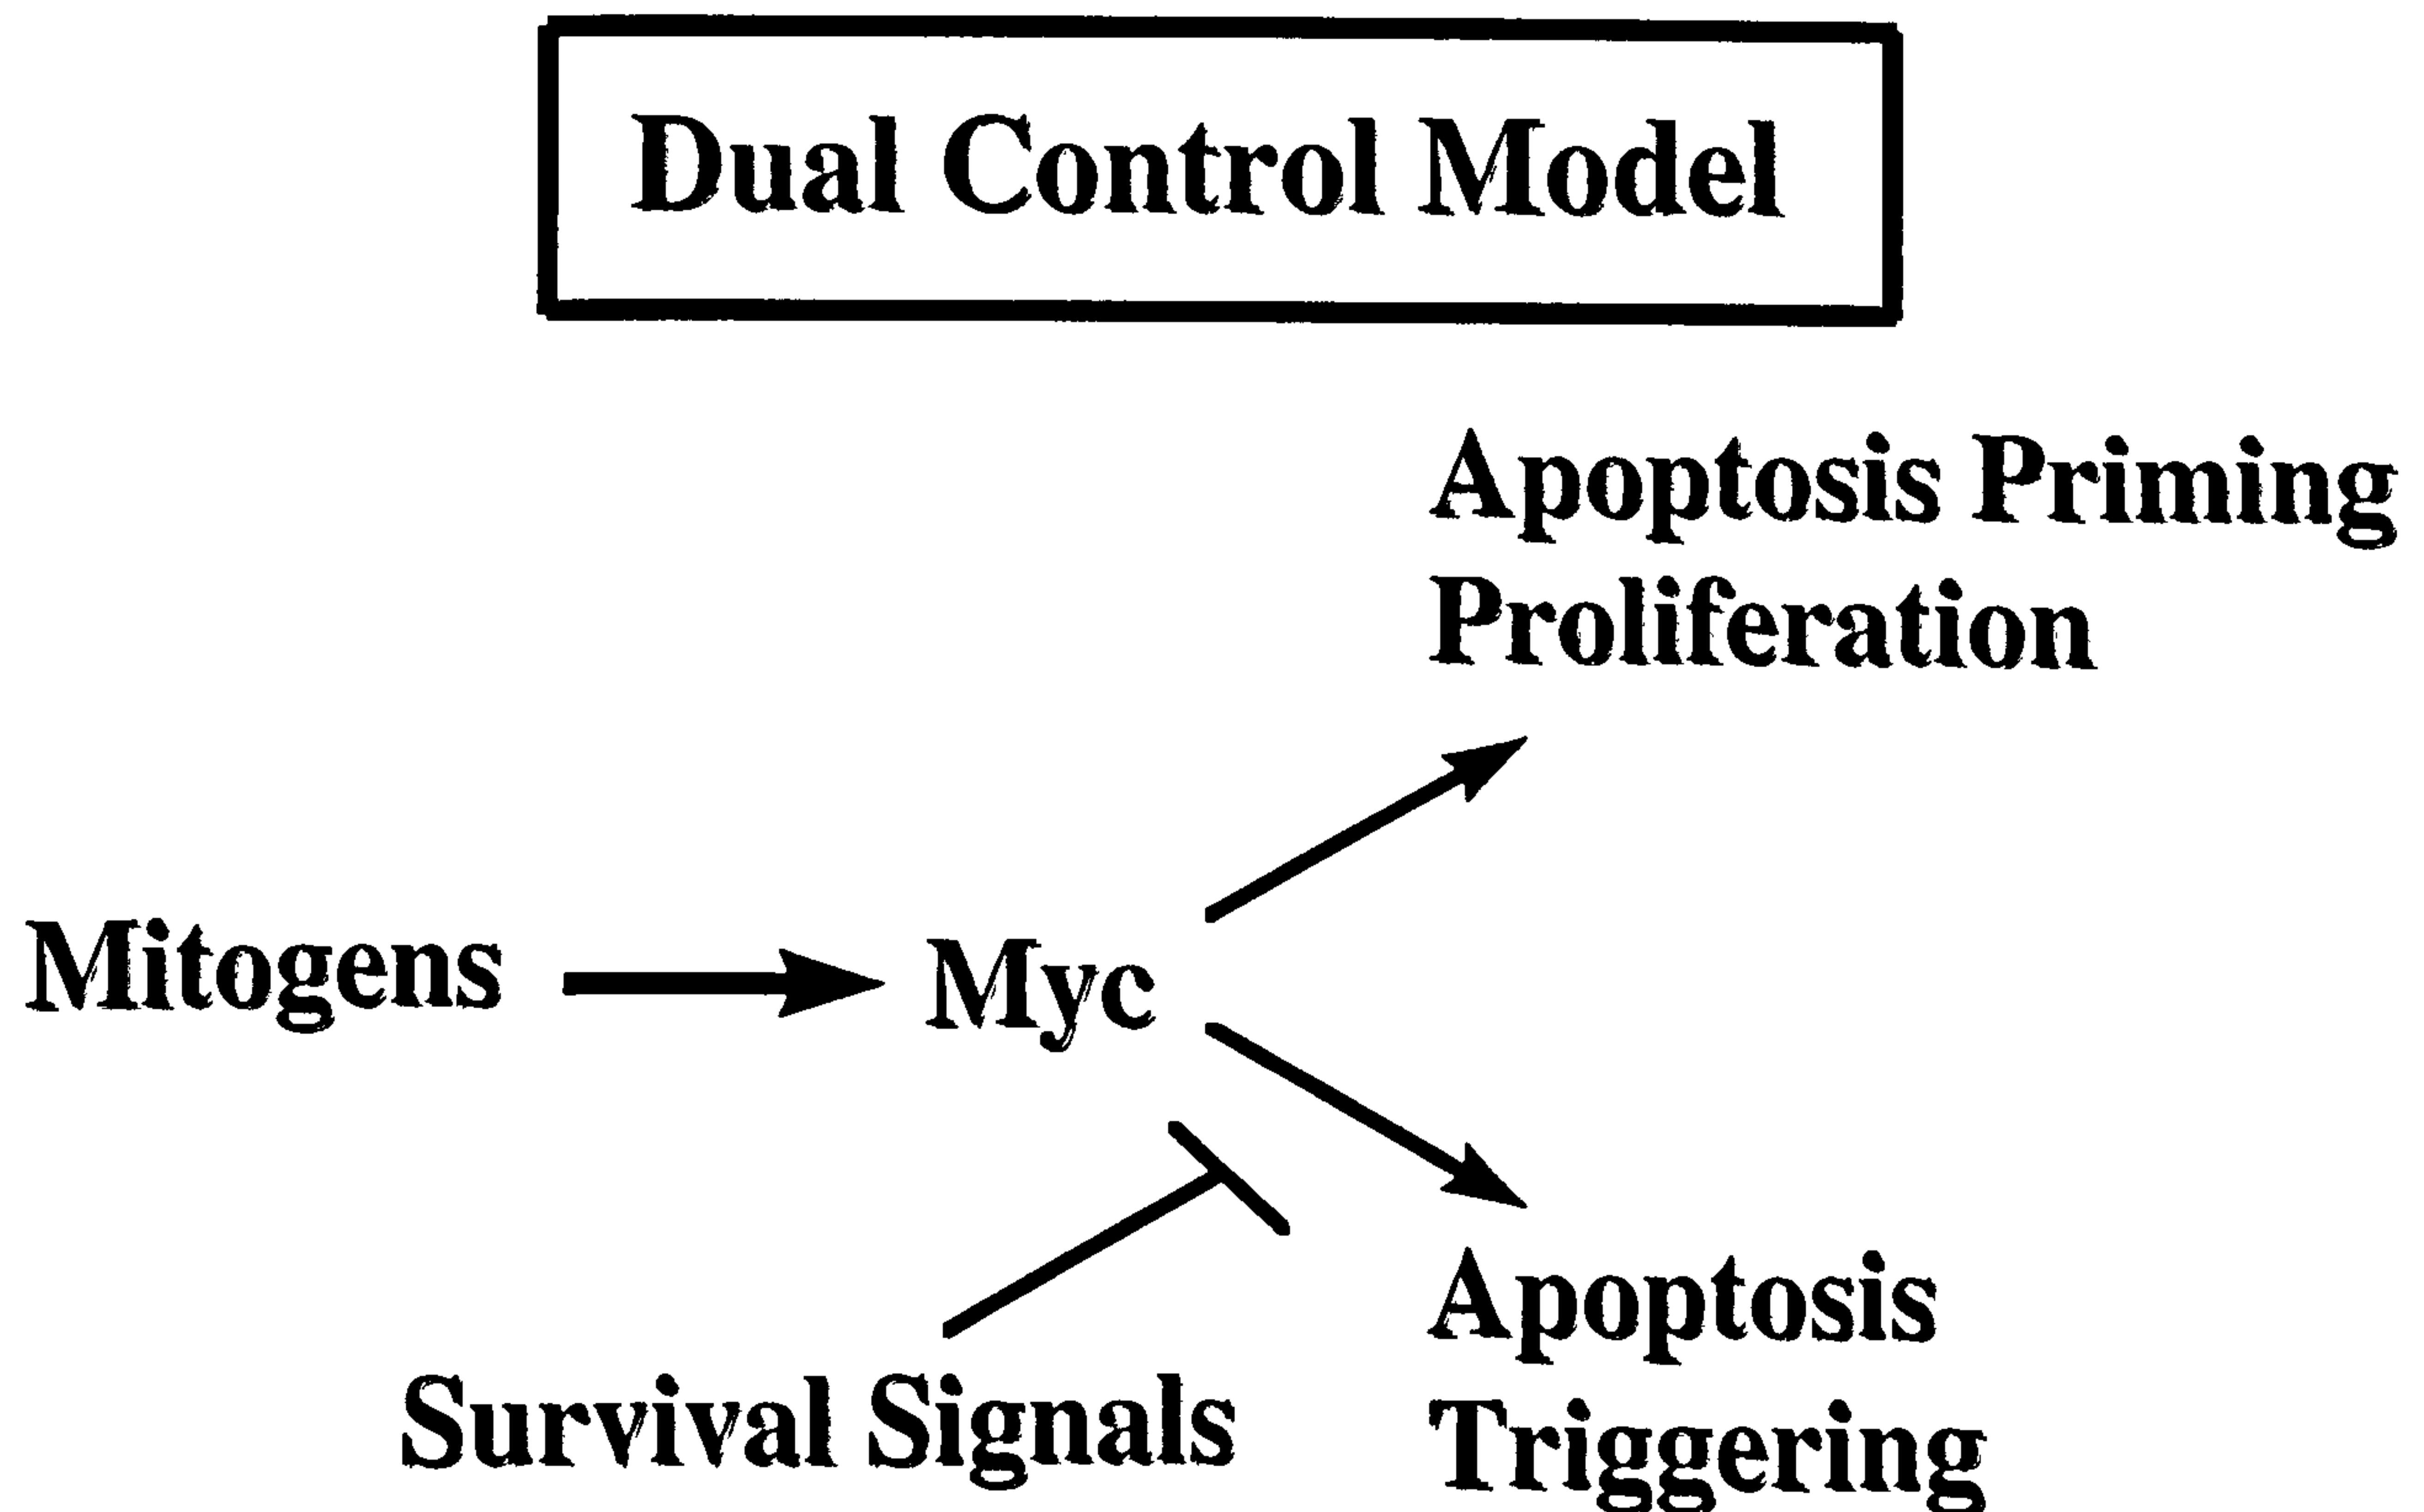 Dual Control Model
Apoptosis Priming
Proliferation
Mitogens
Myc
Survival Signals
Apoptosis
Triggering